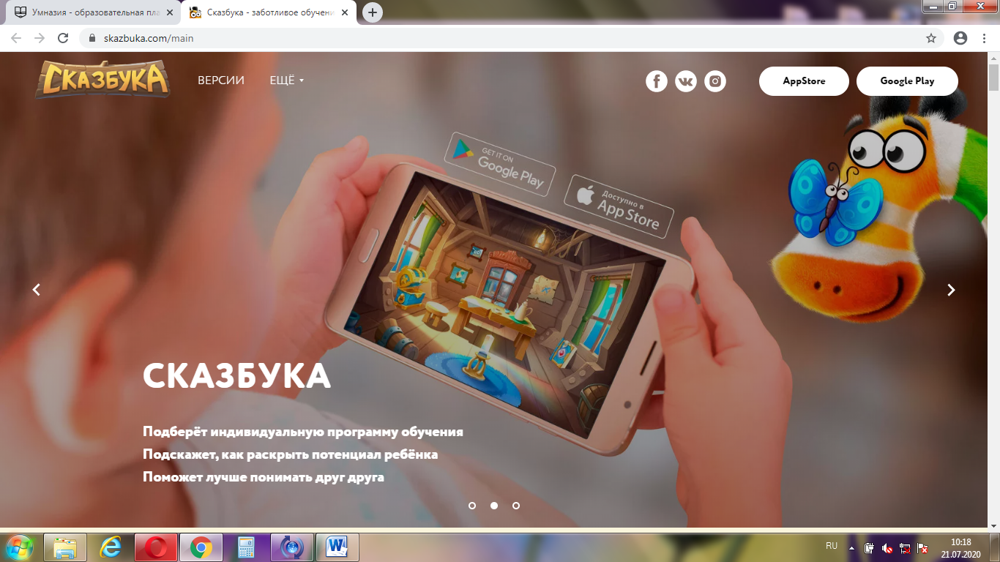 Умназия - образовательная пла
Сказбука - заботливое обучени
skazbuka.com/main
СКАЗБУКА
ВЕРСИИ
ЕЩЁ
AppStore
Google Play
GET IT ON
Google Play
Доступно в
App Store
СКАЗБУКА
Подберёт индивидуальную программу обучения
Подскажет, как раскрыть потенциал ребёнка
Поможет лучше понимать друг друга
RU
10:18
21.07.2020